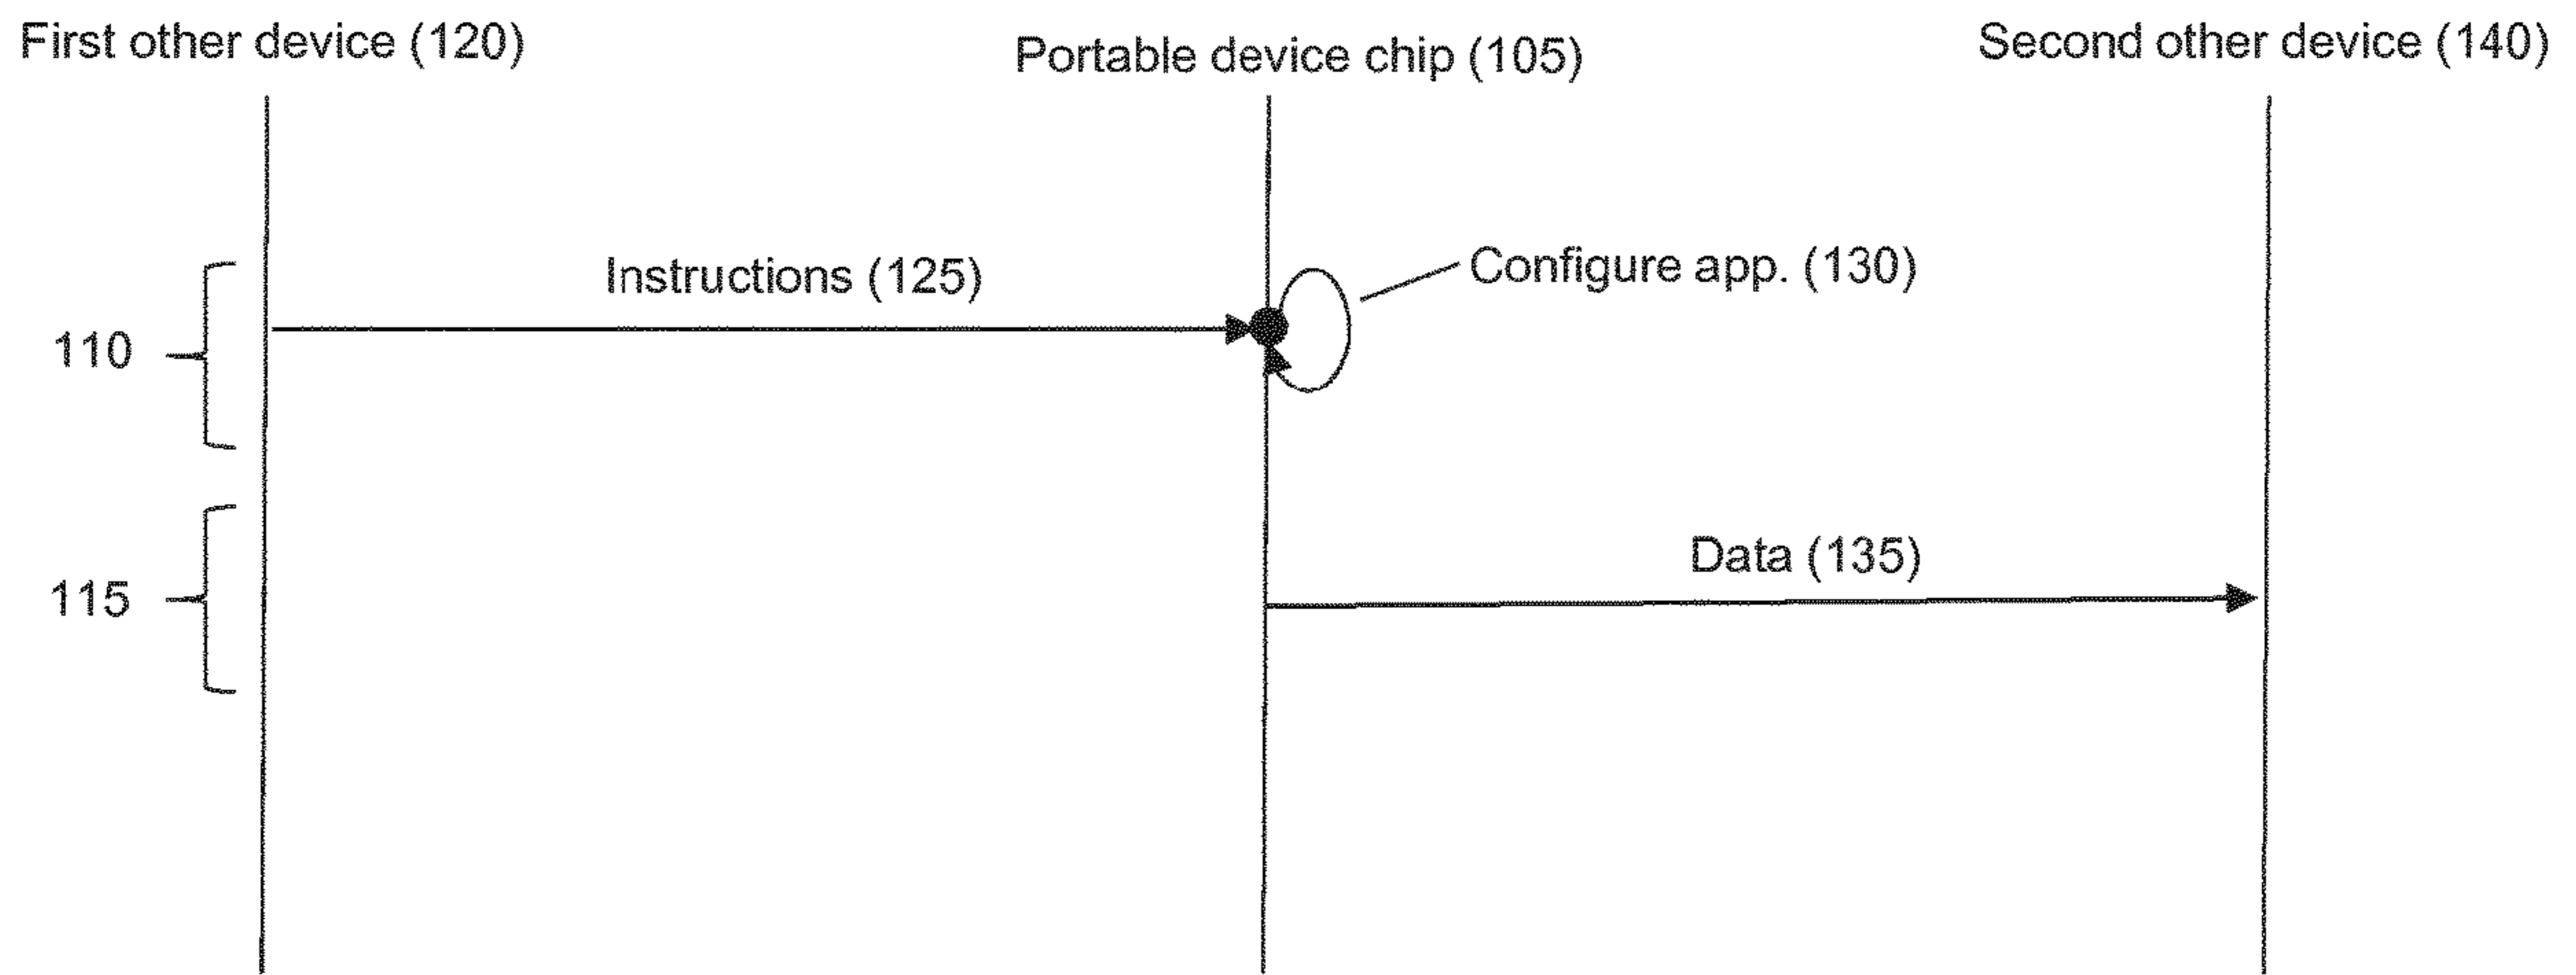 First other device (120)
Portable device chip (105)
Second other device (140)
Instructions (125)
Configure app. (130)
110
Data (135)
115